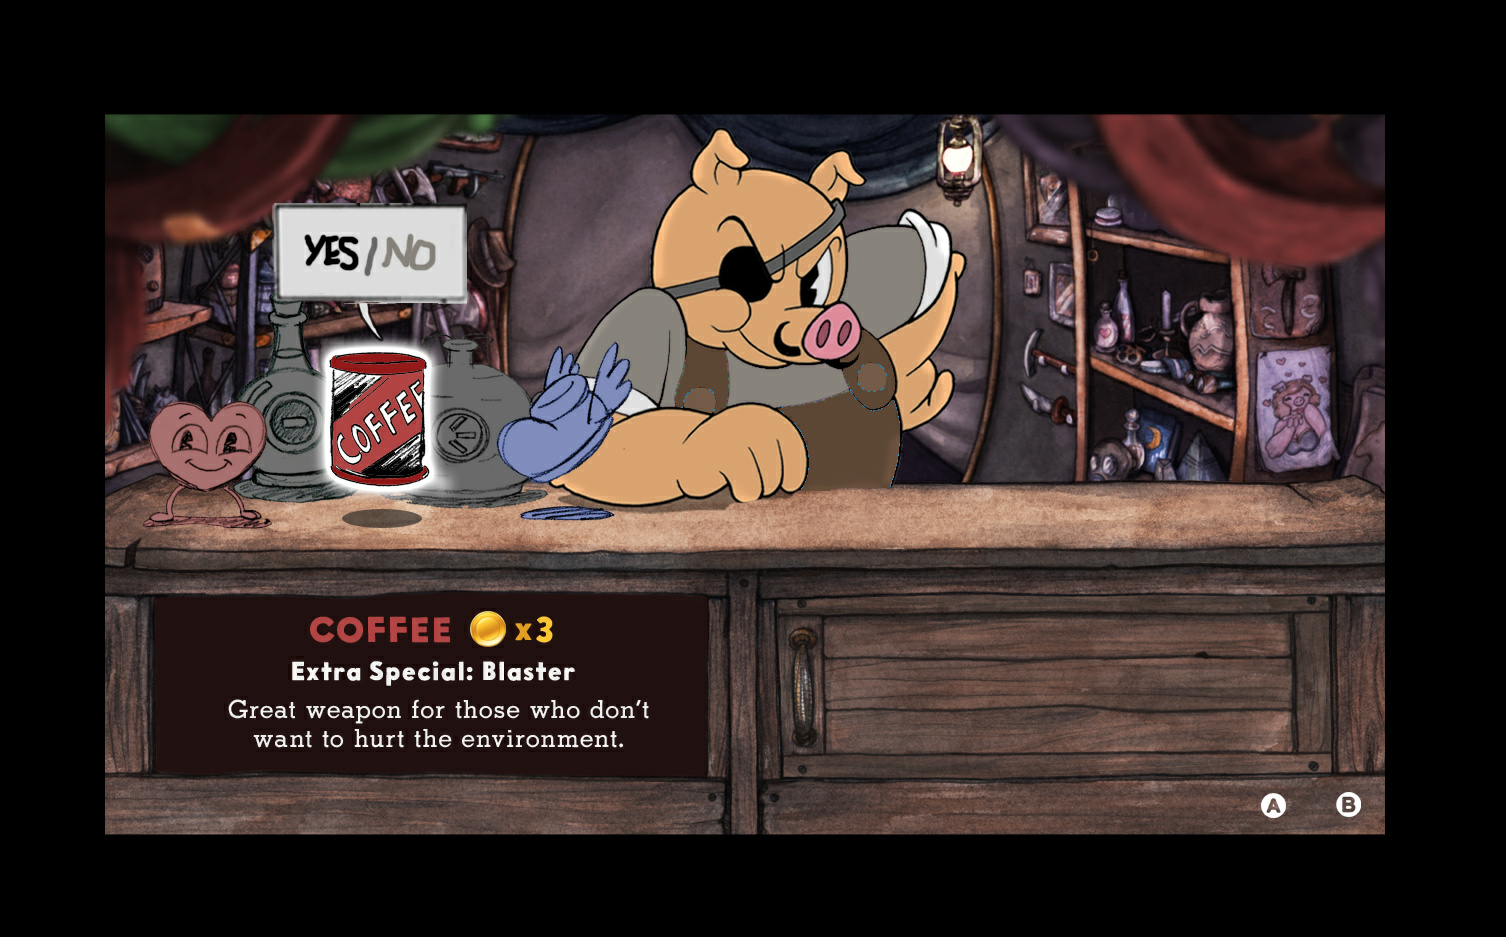 YES/NO
COFFEE
COFFEE x3
Extra Special: Blaster
Great weapon for those who don't
want to hurt the environment.
A B